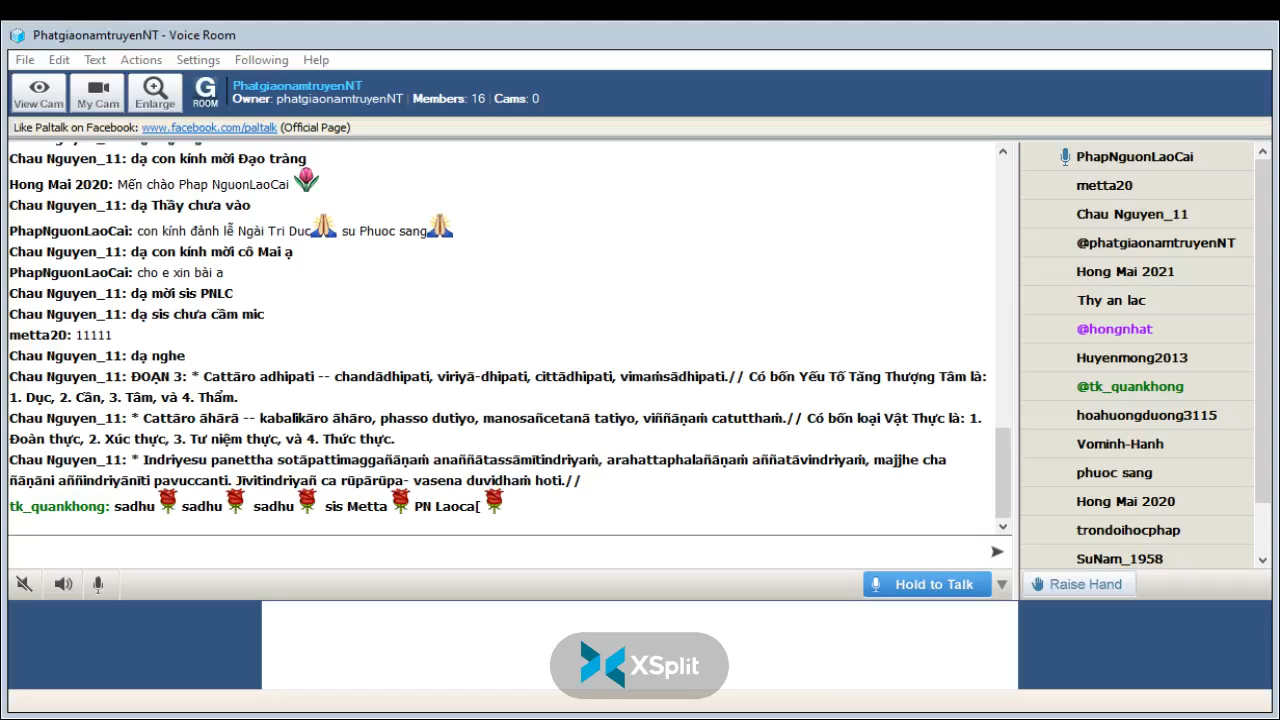 PhatgiaonamtruyenNT - Voice Room
File Edit Text Actions Settings Following Help
View Cam My Cam Enlarge G ROOM
PhatgiaonamtruyenNT
Owner: phatgiaonamtruyenNT | Members: 16 | Cams: 0
Like Paltalk on Facebook: www.facebook.com/paltalk (Official Page)
Chau Nguyen_11: dạ con kính mời Đạo tràng
Hong Mai 2020: Mến chào Phap NguonLaoCai
Chau Nguyen_11: dạ Thầy chưa vào
PhapNguonLaoCai: con kính đảnh lễ Ngài Tri Duc su Phuoc sang
Chau Nguyen_11: dạ con kính mời cô Mai ạ
PhapNguonLaoCai: cho e xin bài a
Chau Nguyen_11: dạ mời sis PNLC
Chau Nguyen_11: dạ sis chưa cầm mic
metta20: 11111
Chau Nguyen_11: dạ nghe
Chau Nguyen_11: ĐOẠN 3: * Cattāro adhipati -- chandādhipati, viriyā-dhipati, cittādhipati, vimaṁsādhipati.// Có bốn Yếu Tố Tăng Thượng Tâm là:
1. Dục, 2. Cần, 3. Tâm, và 4. Thẩm.
Chau Nguyen_11: * Cattāro āhārā -- kabalikāro āhāro, phasso dutiyo, manosañcetanā tatiyo, viññāṇaṁ catutthaṁ.// Có bốn loại Vật Thực là: 1.
Đoàn thực, 2. Xúc thực, 3. Tư niệm thực, và 4. Thức thực.
Chau Nguyen_11: * Indriyesu panettha sotāpattimaggañāṇaṁ anaññātassāmītindriyaṁ, arahattaphalañāṇaṁ aññatāvindriyaṁ, majjhe cha
ñāṇāni aññindriyānīti pavuccanti. Jīvitindriyañ ca rūpārūpa- vasena duvidhaṁ hoti.//
tk_quankhong: sadhu sadhu sadhu sis Metta PN Laoca[
Hold to Talk
PhapNguonLaoCai
metta20
Chau Nguyen_11
@phatgiaonamtruyenNT
Hong Mai 2021
Thy an lac
@hongnhat
Huyenmong2013
@tk_quankhong
hoahuongduong3115
Vominh-Hanh
phuoc sang
Hong Mai 2020
trondoihocphap
SuNam_1958
Raise Hand
XSplit